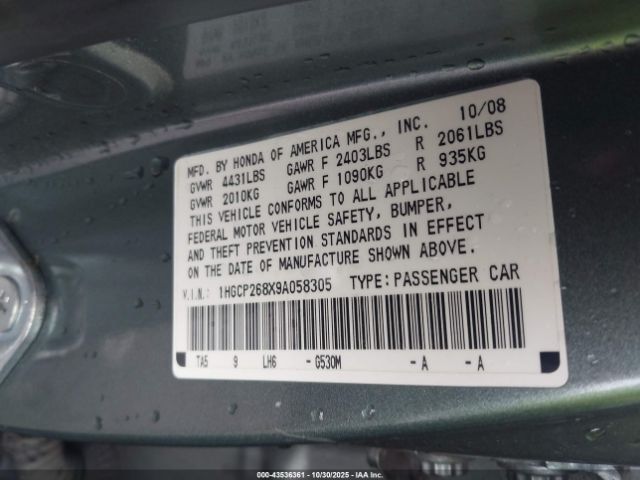 10/08
MFD. BY HONDA OF AMERICA MFG., INC.
GVWR 4431LBS GAWR F 2403LBS R 2061LBS
GVWR 2010KG GAWR F 1090KG R 935KG
THIS VEHICLE CONFORMS TO ALL APPLICABLE
FEDERAL MOTOR VEHICLE SAFETY, BUMPER,
AND THEFT PREVENTION STANDARDS IN EFFECT
ON THE DATE OF MANUFACTURE SHOWN ABOVE.
V.I.N.: 1HGCP268X9A058305 TYPE: PASSENGER CAR
TA5 9 LH6 - G530M - A - A
000-43536361 | 10/30/2025 | Copyright © IAA, LLC